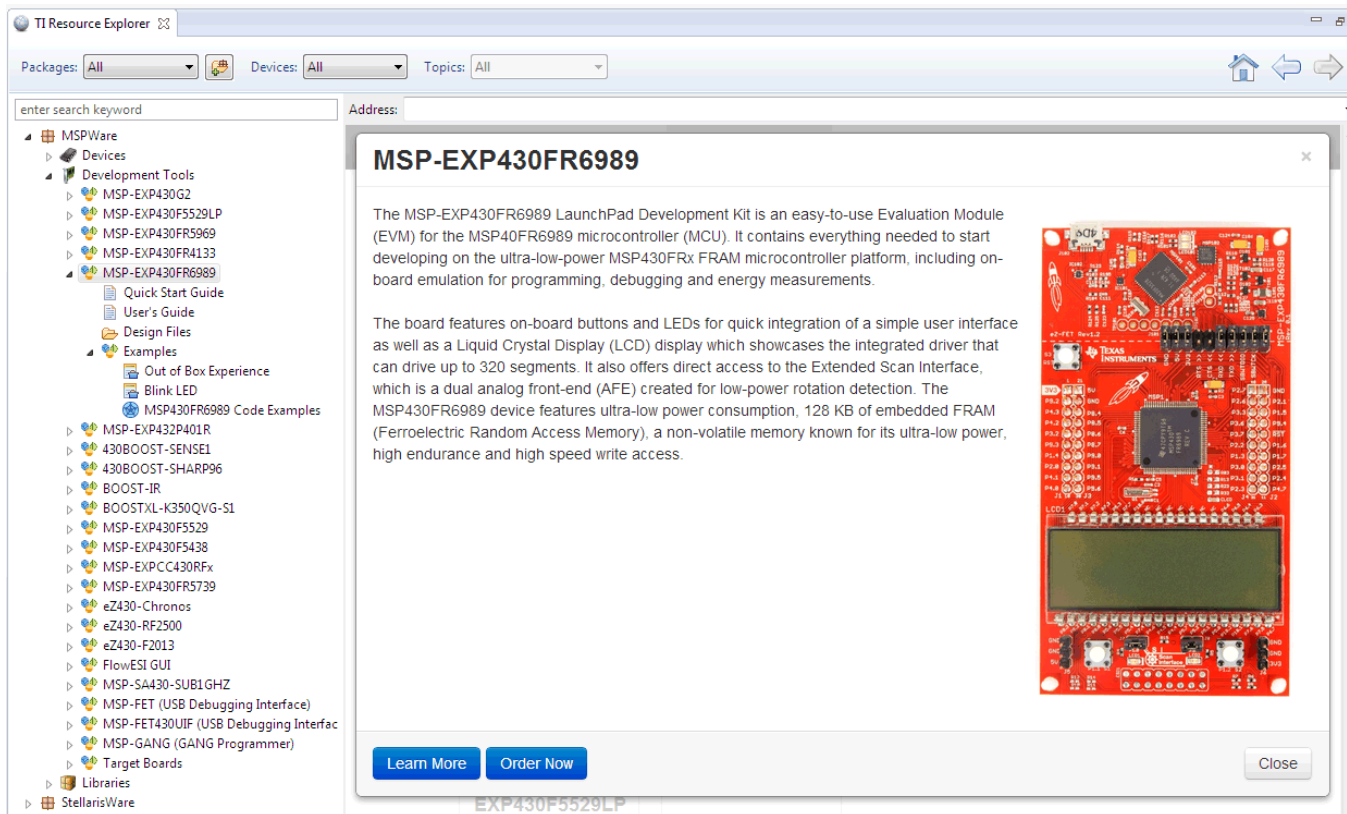 TI Resource Explorer
Packages: All Devices: All Topics: All
enter search keyword
Address:
MSPWare
Devices
Development Tools
MSP-EXP430G2
MSP-EXP430F5529LP
MSP-EXP430FR5969
MSP-EXP430FR4133
MSP-EXP430FR6989
Quick Start Guide
User's Guide
Design Files
Examples
Out of Box Experience
Blink LED
MSP430FR6989 Code Examples
MSP-EXP432P401R
430BOOST-SENSE1
430BOOST-SHARP96
BOOST-IR
BOOSTXL-K350QVG-S1
MSP-EXP430F5529
MSP-EXP430F5438
MSP-EXPCC430RFx
MSP-EXP430FR5739
eZ430-Chronos
eZ430-RF2500
eZ430-F2013
FlowESI GUI
MSP-SA430-SUB1GHZ
MSP-FET (USB Debugging Interface)
MSP-FET430UIF (USB Debugging Interfac
MSP-GANG (GANG Programmer)
Target Boards
Libraries
StellarisWare
MSP-EXP430FR6989
The MSP-EXP430FR6989 LaunchPad Development Kit is an easy-to-use Evaluation Module
(EVM) for the MSP40FR6989 microcontroller (MCU). It contains everything needed to start
developing on the ultra-low-power MSP430FRx FRAM microcontroller platform, including on-
board emulation for programming, debugging and energy measurements.
The board features on-board buttons and LEDs for quick integration of a simple user interface
as well as a Liquid Crystal Display (LCD) display which showcases the integrated driver that
can drive up to 320 segments. It also offers direct access to the Extended Scan Interface,
which is a dual analog front-end (AFE) created for low-power rotation detection. The
MSP430FR6989 device features ultra-low power consumption, 128 KB of embedded FRAM
(Ferroelectric Random Access Memory), a non-volatile memory known for its ultra-low power,
high endurance and high speed write access.
TEXAS
INSTRUMENTS
MSP-EXP430FR6989
LCD1
Learn More
Order Now
Close
EXP430F5529LP